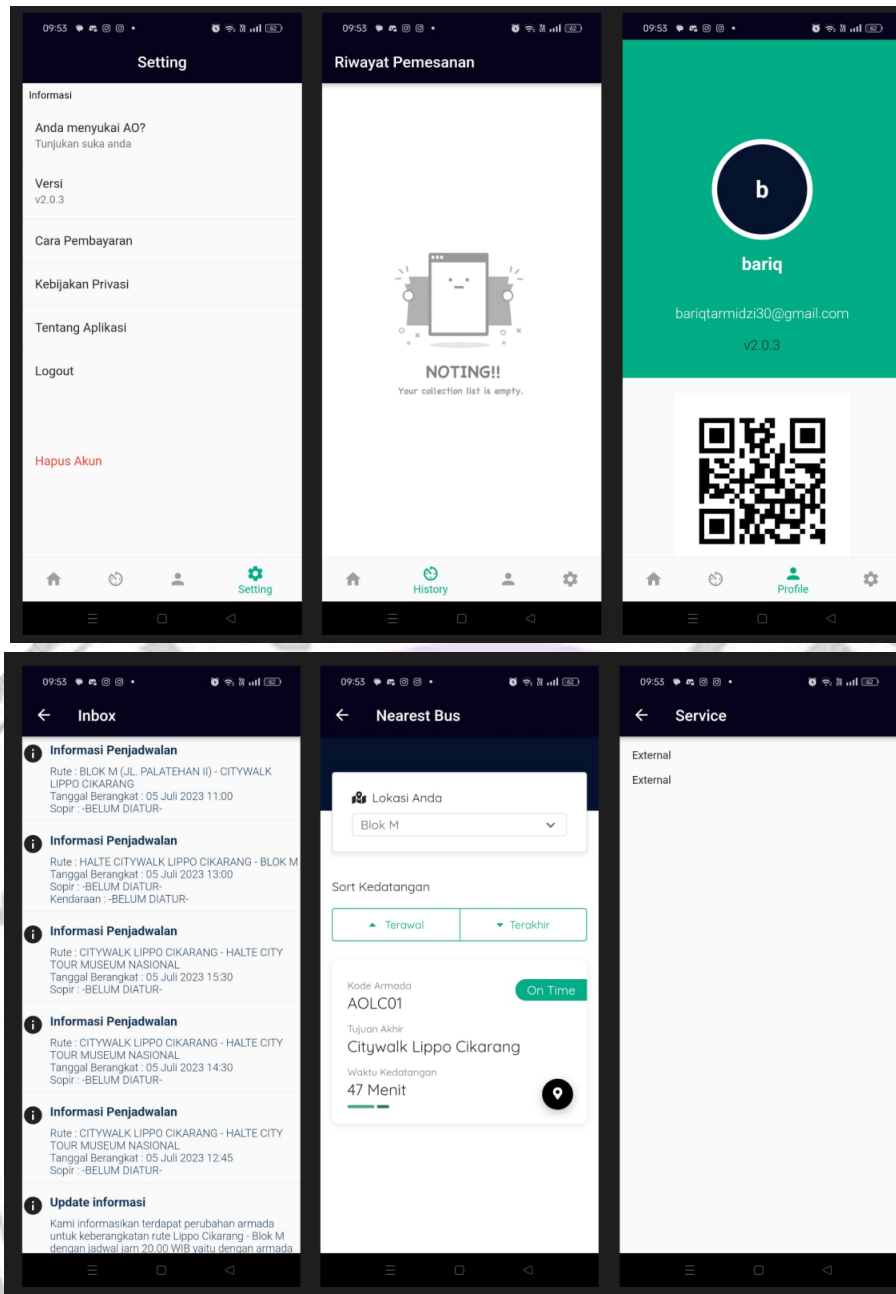 09:53
62
Setting
Informasi
Anda menyukai AO?
Tunjukan suka anda
Versi
v2.0.3
Cara Pembayaran
Kebijakan Privasi
Tentang Aplikasi
Logout
Hapus Akun
Setting
09:53
62
Riwayat Pemesanan
NOTING!!
Your collection list is empty.
History
09:53
62
b
bariq
bariqtarmidzi30@gmail.com
v2.0.3
Profile
09:53
62
Inbox
Informasi Penjadwalan
Rute : BLOK M (JL. PALATEHAN II) - CITYWALK
LIPPO CIKARANG
Tanggal Berangkat : 05 Juli 2023 11:00
Sopir : -BELUM DIATUR-
Informasi Penjadwalan
Rute : HALTE CITYWALK LIPPO CIKARANG - BLOK M
Tanggal Berangkat : 05 Juli 2023 13:00
Sopir : -BELUM DIATUR-
Kendaraan : -BELUM DIATUR-
Informasi Penjadwalan
Rute : CITYWALK LIPPO CIKARANG - HALTE CITY
TOUR MUSEUM NASIONAL
Tanggal Berangkat : 05 Juli 2023 15:30
Sopir : -BELUM DIATUR-
Informasi Penjadwalan
Rute : CITYWALK LIPPO CIKARANG - HALTE CITY
TOUR MUSEUM NASIONAL
Tanggal Berangkat : 05 Juli 2023 14:30
Sopir : -BELUM DIATUR-
Informasi Penjadwalan
Rute : CITYWALK LIPPO CIKARANG - HALTE CITY
TOUR MUSEUM NASIONAL
Tanggal Berangkat : 05 Juli 2023 12:45
Sopir : -BELUM DIATUR-
Update informasi
Kami informasikan terdapat perubahan armada
untuk keberangkatan rute Lippo Cikarang - Blok M
dengan jadwal jam 20.00 WIB yaitu dengan armada
09:53
62
Nearest Bus
Lokasi Anda
Blok M
Sort Kedatangan
Terawal
Terakhir
Kode Armada
On Time
AOLC01
Tujuan Akhir
Citywalk Lippo Cikarang
Waktu Kedatangan
47 Menit
09:53
62
Service
External
External